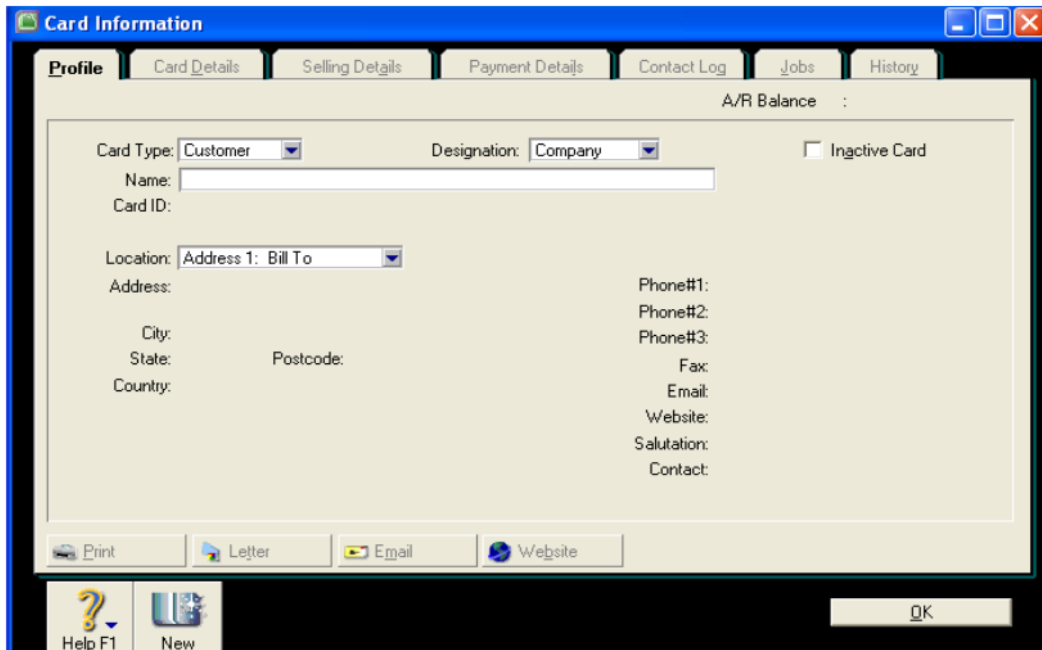 Card Information
Profile Card Details Selling Details Payment Details Contact Log Jobs History
A/R Balance :
Card Type: Customer Designation: Company Inactive Card
Name:
Card ID:
Location: Address 1: Bill To
Address: Phone#1:
Phone#2:
City: Phone#3:
State: Postcode: Fax:
Country: Email:
Website:
Salutation:
Contact:
Print Letter Email Website
OK
Help F1 New